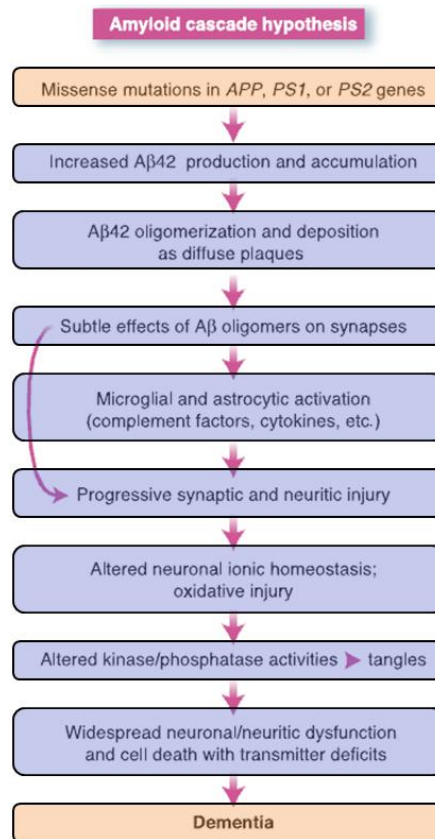 Amyloid cascade hypothesis
Missense mutations in APP, PS1, or PS2 genes
Increased Aβ42 production and accumulation
Aβ42 oligomerization and deposition
as diffuse plaques
Subtle effects of Aβ oligomers on synapses
Microglial and astrocytic activation
(complement factors, cytokines, etc.)
Progressive synaptic and neuritic injury
Altered neuronal ionic homeostasis;
oxidative injury
Altered kinase/phosphatase activities ➤ tangles
Widespread neuronal/neuritic dysfunction
and cell death with transmitter deficits
Dementia